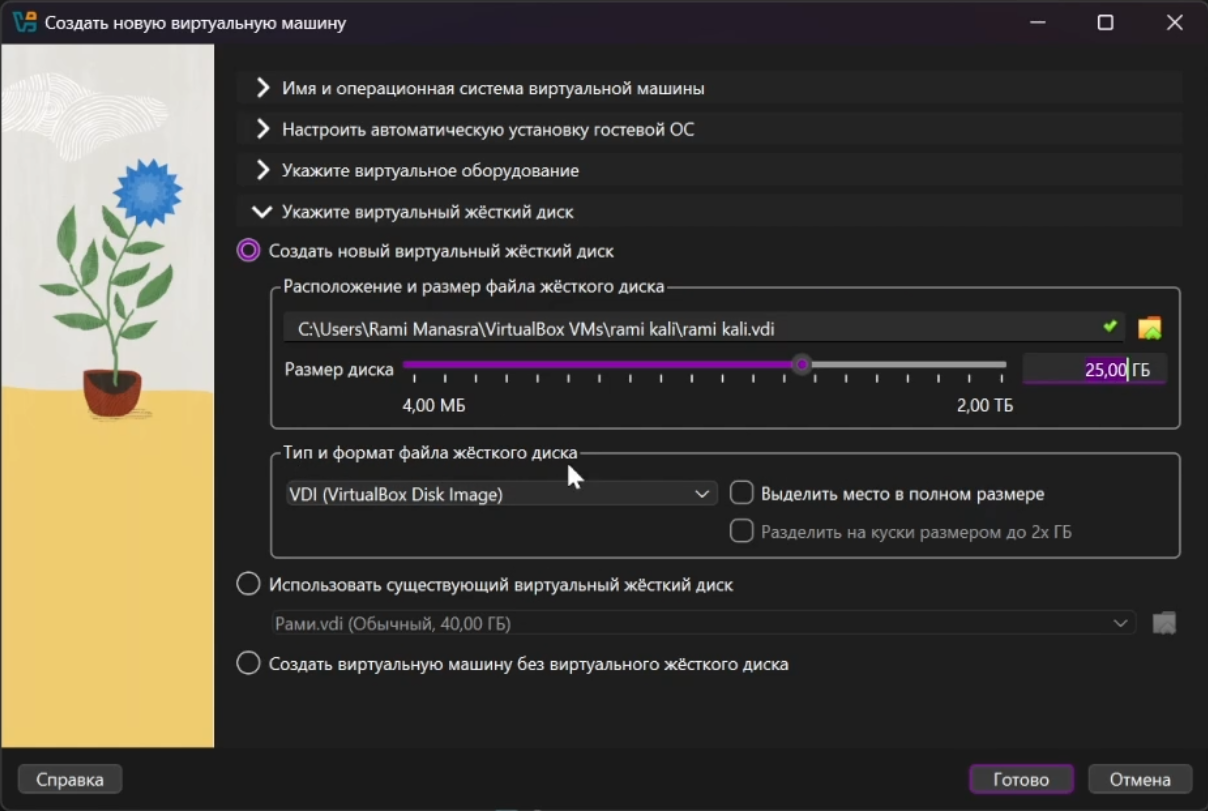 Создать новую виртуальную машину
Имя и операционная система виртуальной машины
Настроить автоматическую установку гостевой ОС
Укажите виртуальное оборудование
Укажите виртуальный жёсткий диск
Создать новый виртуальный жёсткий диск
Расположение и размер файла жёсткого диска
C:\Users\Rami Manasra\VirtualBox VMs\rami kali\rami kali.vdi
Размер диска 25,00 ГБ
4,00 МБ 2,00 ТБ
Тип и формат файла жёсткого диска
VDI (VirtualBox Disk Image) Выделить место в полном размере
Разделить на куски размером до 2х ГБ
Использовать существующий виртуальный жёсткий диск
Рами.vdi (Обычный, 40,00 ГБ)
Создать виртуальную машину без виртуального жёсткого диска
Справка Готово Отмена